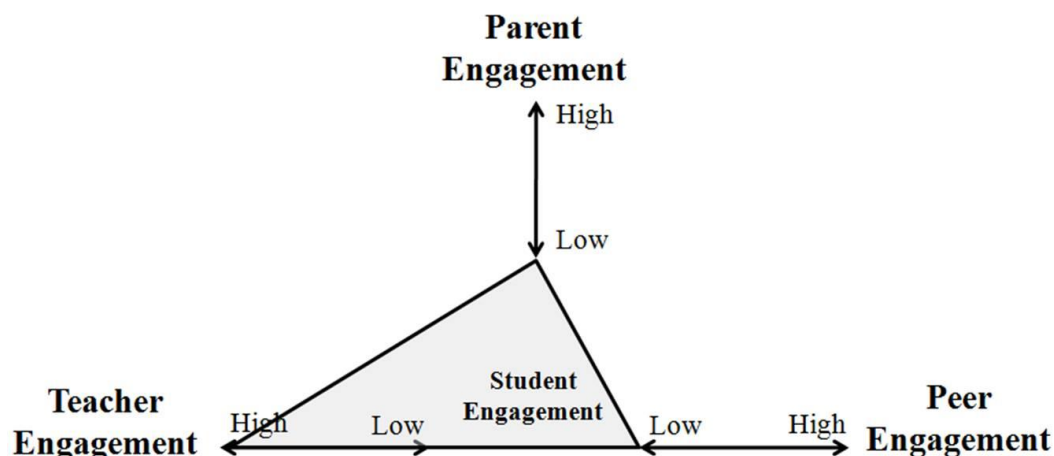 Parent
Engagement
High
Low
Student
Engagement
Teacher
Engagement
High
Low
Low
High
Peer
Engagement